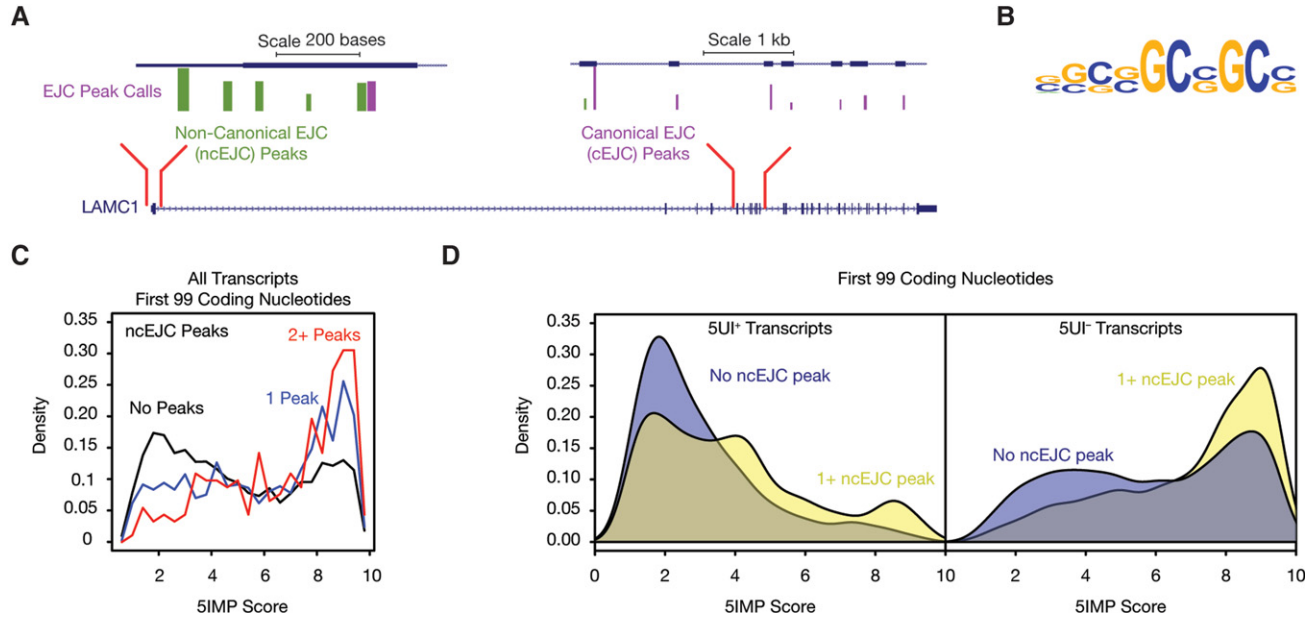 A
B
Scale 200 bases
Scale 1 kb
EJC Peak Calls
Non-Canonical EJC
(ncEJC) Peaks
Canonical EJC
(cEJC) Peaks
LAMC1
GGCGGCCGCC
CCGCGG
C
All Transcripts
First 99 Coding Nucleotides
ncEJC Peaks
2+ Peaks
1 Peak
No Peaks
0.35
0.30
0.25
0.20
0.15
0.10
0.05
0
Density
2
4
6
8
10
5IMP Score
D
First 99 Coding Nucleotides
5UI⁺ Transcripts
5UI⁻ Transcripts
No ncEJC peak
1+ ncEJC peak
1+ ncEJC peak
No ncEJC peak
0.35
0.30
0.25
0.20
0.15
0.10
0.05
0.00
Density
0
2
4
6
8
10
2
4
6
8
10
5IMP Score
5IMP Score